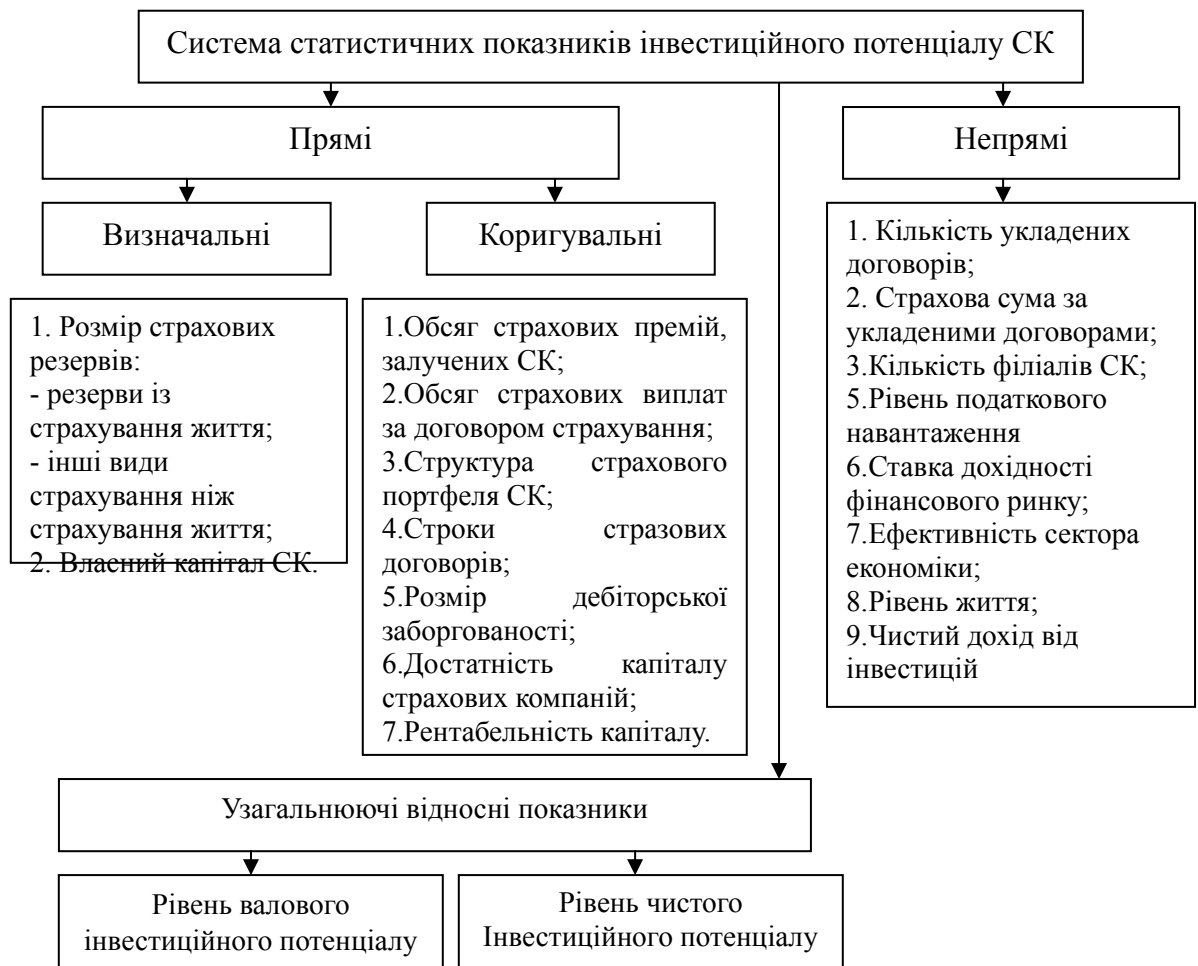 Система статистичних показників інвестиційного потенціалу СК
Прямі
Непрямі
Визначальні
Коригувальні
1. Розмір страхових
резервів:
- резерви із
страхування життя;
- інші види
страхування ніж
страхування життя;
2. Власний капітал СК.
1.Обсяг страхових премій,
залучених СК;
2.Обсяг страхових виплат
за договором страхування;
3.Структура страхового
портфеля СК;
4.Строки стразових
договорів;
5.Розмір дебіторської
заборгованості;
6.Достатність капіталу
страхових компаній;
7.Рентабельність капіталу.
1. Кількість укладених
договорів;
2. Страхова сума за
укладеними договорами;
3.Кількість філіалів СК;
5.Рівень податкового
навантаження
6.Ставка дохідності
фінансового ринку;
7.Ефективність сектора
економіки;
8.Рівень життя;
9.Чистий дохід від
інвестицій
Узагальнюючі відносні показники
Рівень валового
інвестиційного потенціалу
Рівень чистого
Інвестиційного потенціалу